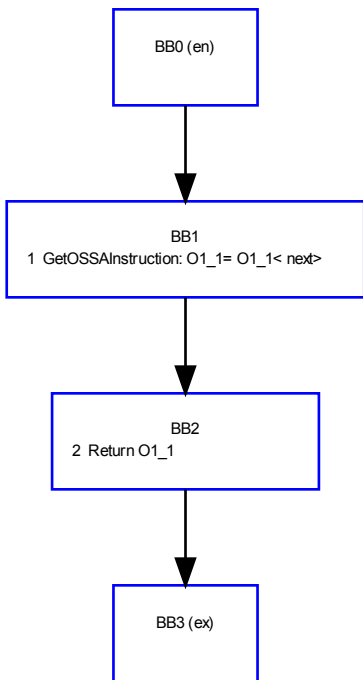 BB0 (en)
BB1
1 GetOSSAInstruction: O1_1= O1_1< next>
BB2
2 Return O1_1
BB3 (ex)